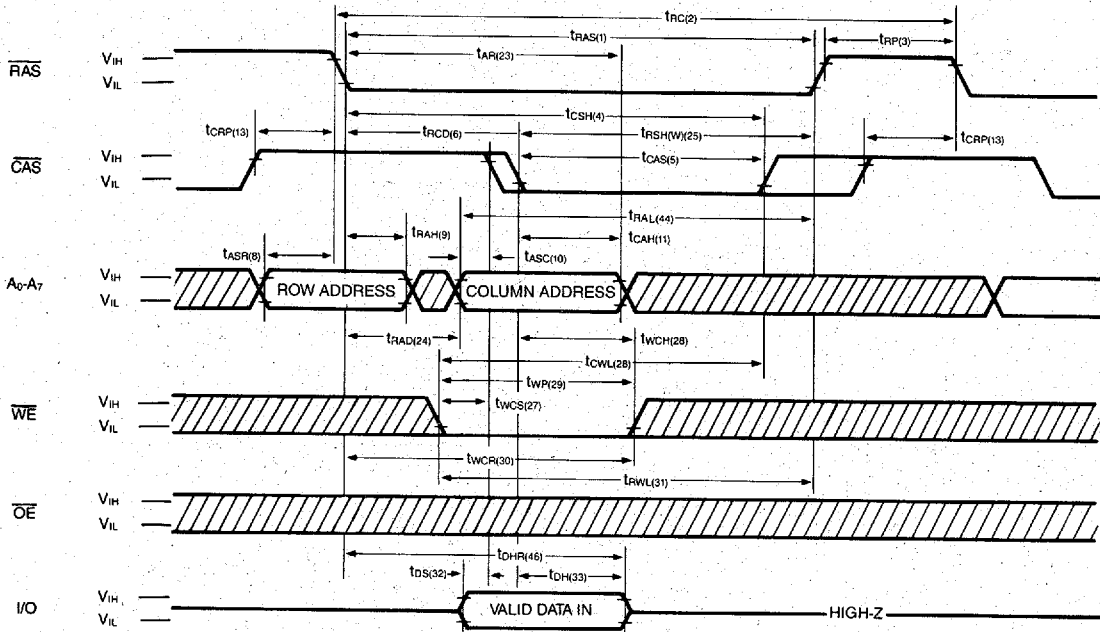 tRC(2)
tRAS(1)
tRP(3)
tAR(23)
RAS
VIH
VIL
tCSH(4)
tCRP(13)
tRCD(6)
tRSH(W)(25)
tCRP(13)
CAS
VIH
VIL
tCAS(5)
tRAL(44)
tRAH(9)
tCAH(11)
tASR(8)
tASC(10)
A0-A7
VIH
VIL
ROW ADDRESS
COLUMN ADDRESS
tRAD(24)
tWCH(28)
tCWL(28)
tWP(29)
WE
VIH
VIL
tWCS(27)
tWCR(30)
tRWL(31)
OE
VIH
VIL
tDHR(46)
tDS(32)
tDH(33)
I/O
VIH
VIL
VALID DATA IN
HIGH-Z